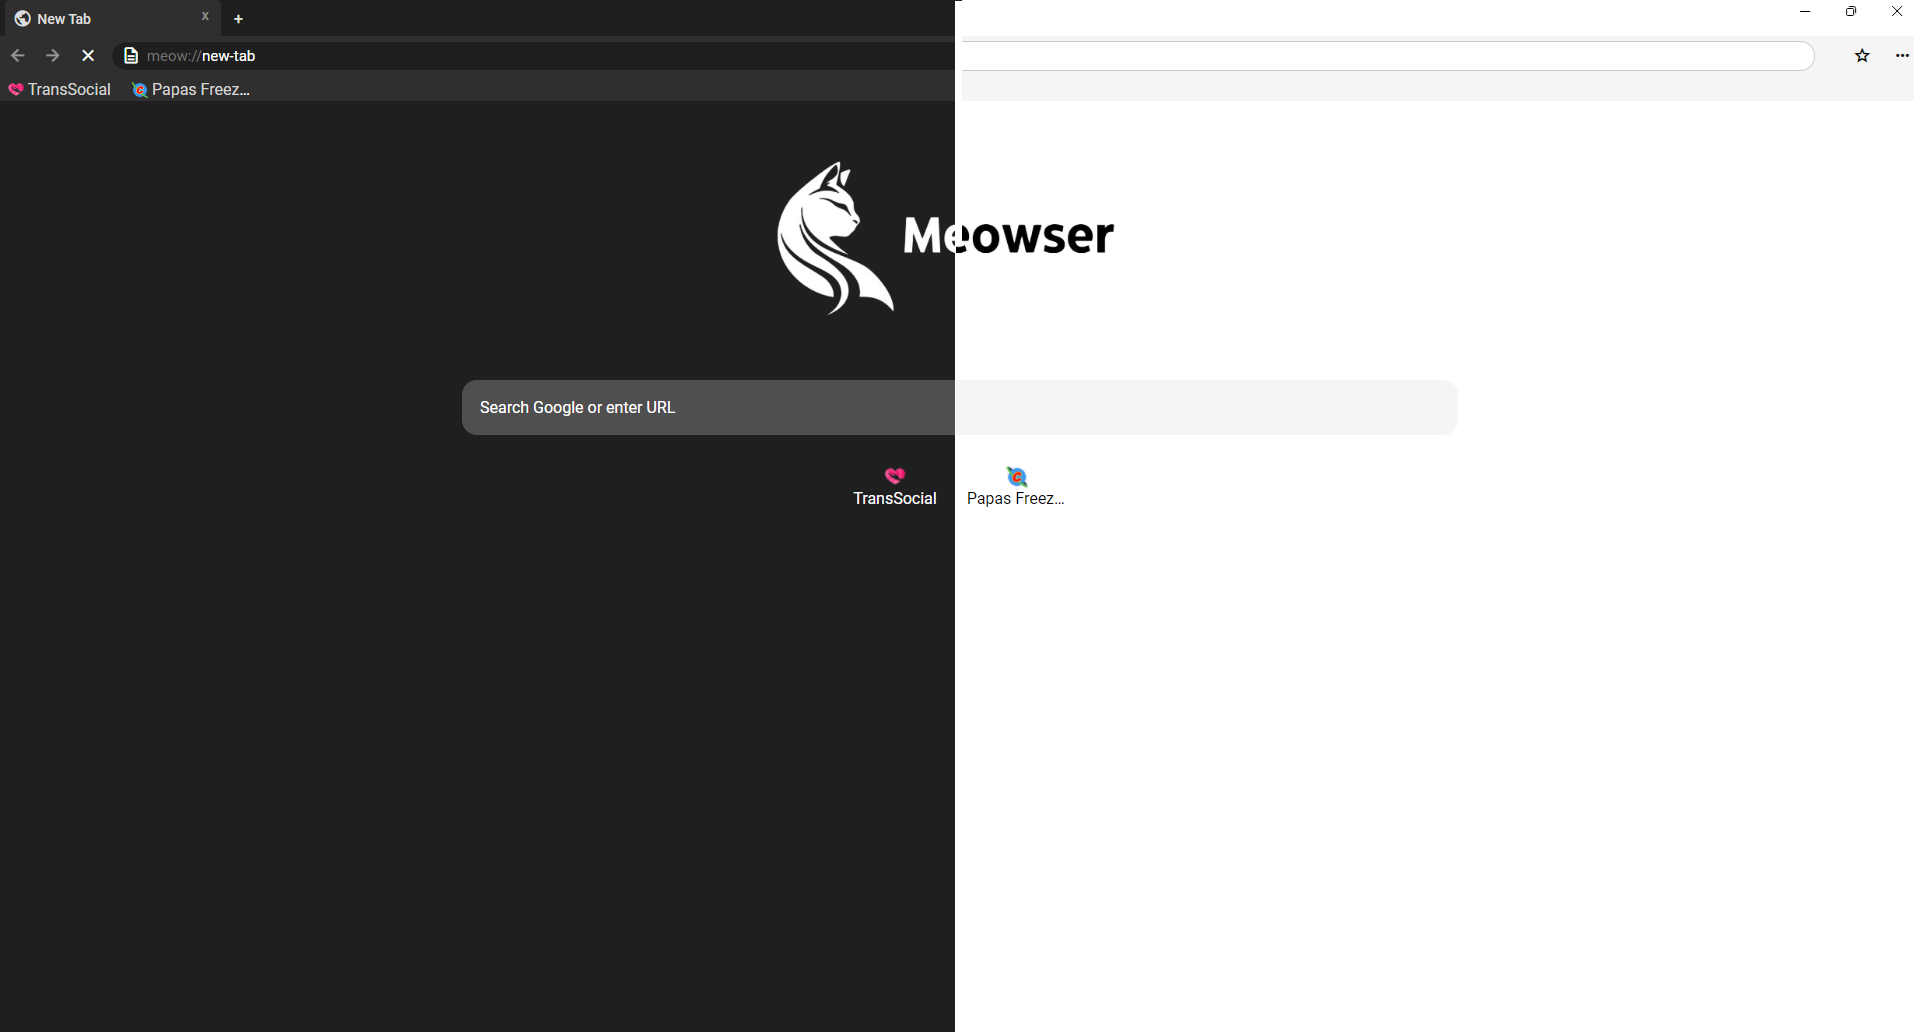 New Tab x +
meow://new-tab
TransSocial Papas Freez...
Meowser
Search Google or enter URL
TransSocial Papas Freez...